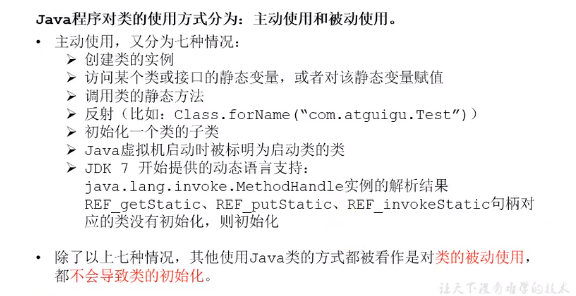 Java程序对类的使用方式分为：主动使用和被动使用。
• 主动使用，又分为七种情况：
➢ 创建类的实例
➢ 访问某个类或接口的静态变量，或者对该静态变量赋值
➢ 调用类的静态方法
➢ 反射（比如：Class.forName(“com.atguigu.Test”)）
➢ 初始化一个类的子类
➢ Java虚拟机启动时被标明为启动类的类
➢ JDK 7 开始提供的动态语言支持：
java.lang.invoke.MethodHandle实例的解析结果
REF_getStatic、REF_putStatic、REF_invokeStatic句柄对
应的类没有初始化，则初始化
• 除了以上七种情况，其他使用Java类的方式都被看作是对类的被动使用，
都不会导致类的初始化。
让天下没有难学的技术